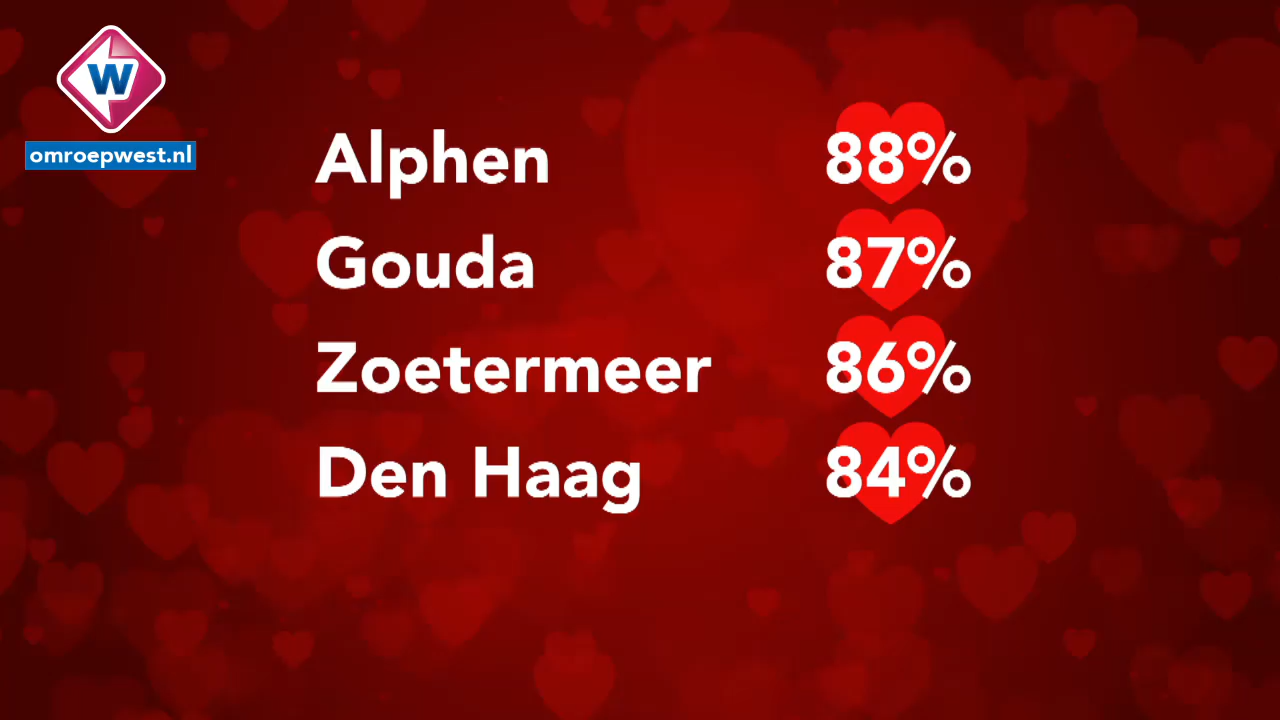 W
omroepwest.nl
Alphen 88%
Gouda 87%
Zoetermeer 86%
Den Haag 84%